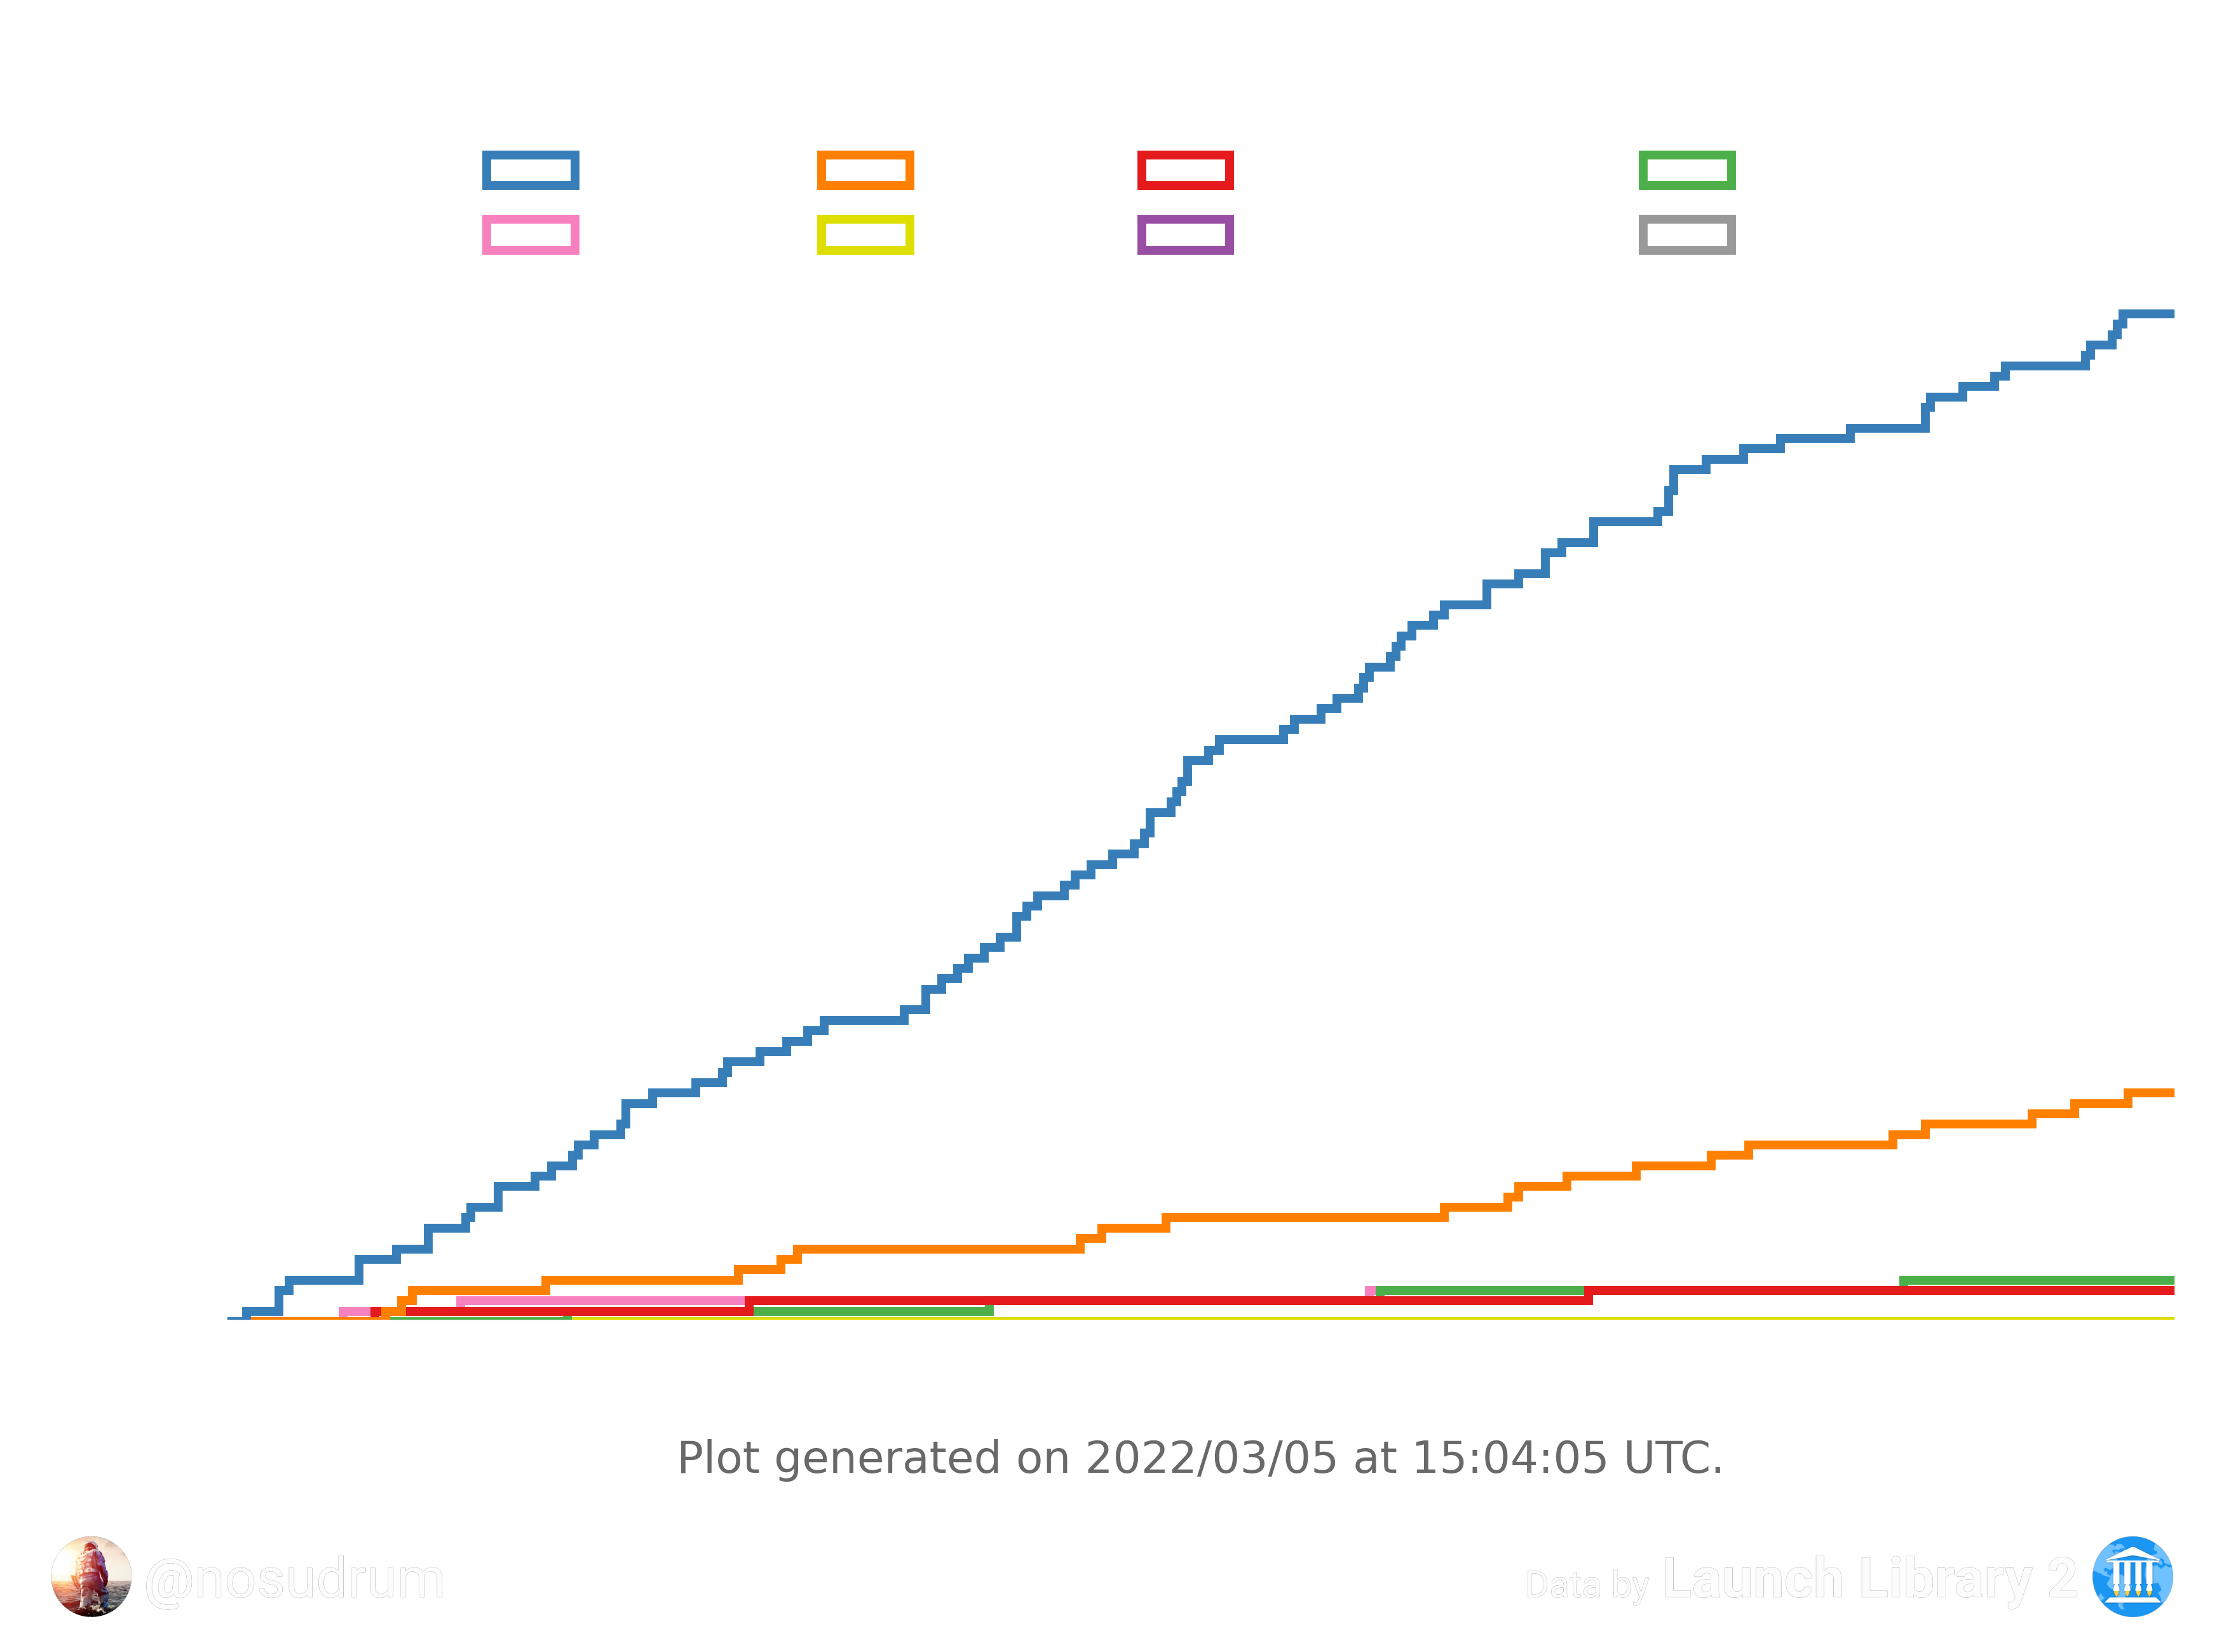 Plot generated on 2022/03/05 at 15:04:05 UTC.
@nosudrum
Data by Launch Library 2